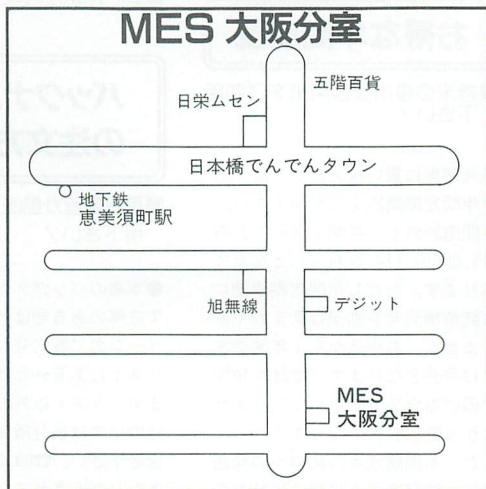 MES 大阪分室
五階百貨
日栄ムセン
日本橋でんでんタウン
地下鉄
恵美須町駅
旭無線
デジット
MES
大阪分室